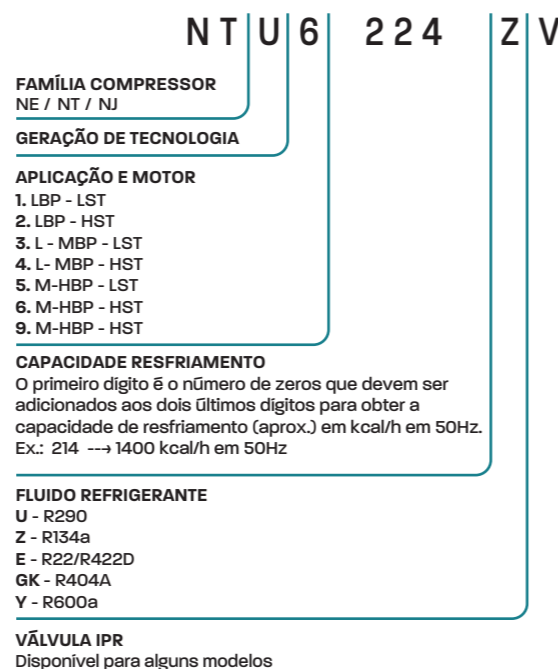 NTU6 224 ZV
FAMÍLIA COMPRESSOR
NE / NT / NJ
GERAÇÃO DE TECNOLOGIA
APLICAÇÃO E MOTOR
1. LBP - LST
2. LBP - HST
3. L - MBP - LST
4. L- MBP - HST
5. M-HBP - LST
6. M-HBP - HST
9. M-HBP - HST
CAPACIDADE RESFRIAMENTO
O primeiro dígito é o número de zeros que devem ser
adicionados aos dois últimos dígitos para obter a
capacidade de resfriamento (aprox.) em kcal/h em 50Hz.
Ex.: 214 ---→ 1400 kcal/h em 50Hz
FLUIDO REFRIGERANTE
U - R290
Z - R134a
E - R22/R422D
GK - R404A
Y - R600a
VÁLVULA IPR
Disponível para alguns modelos